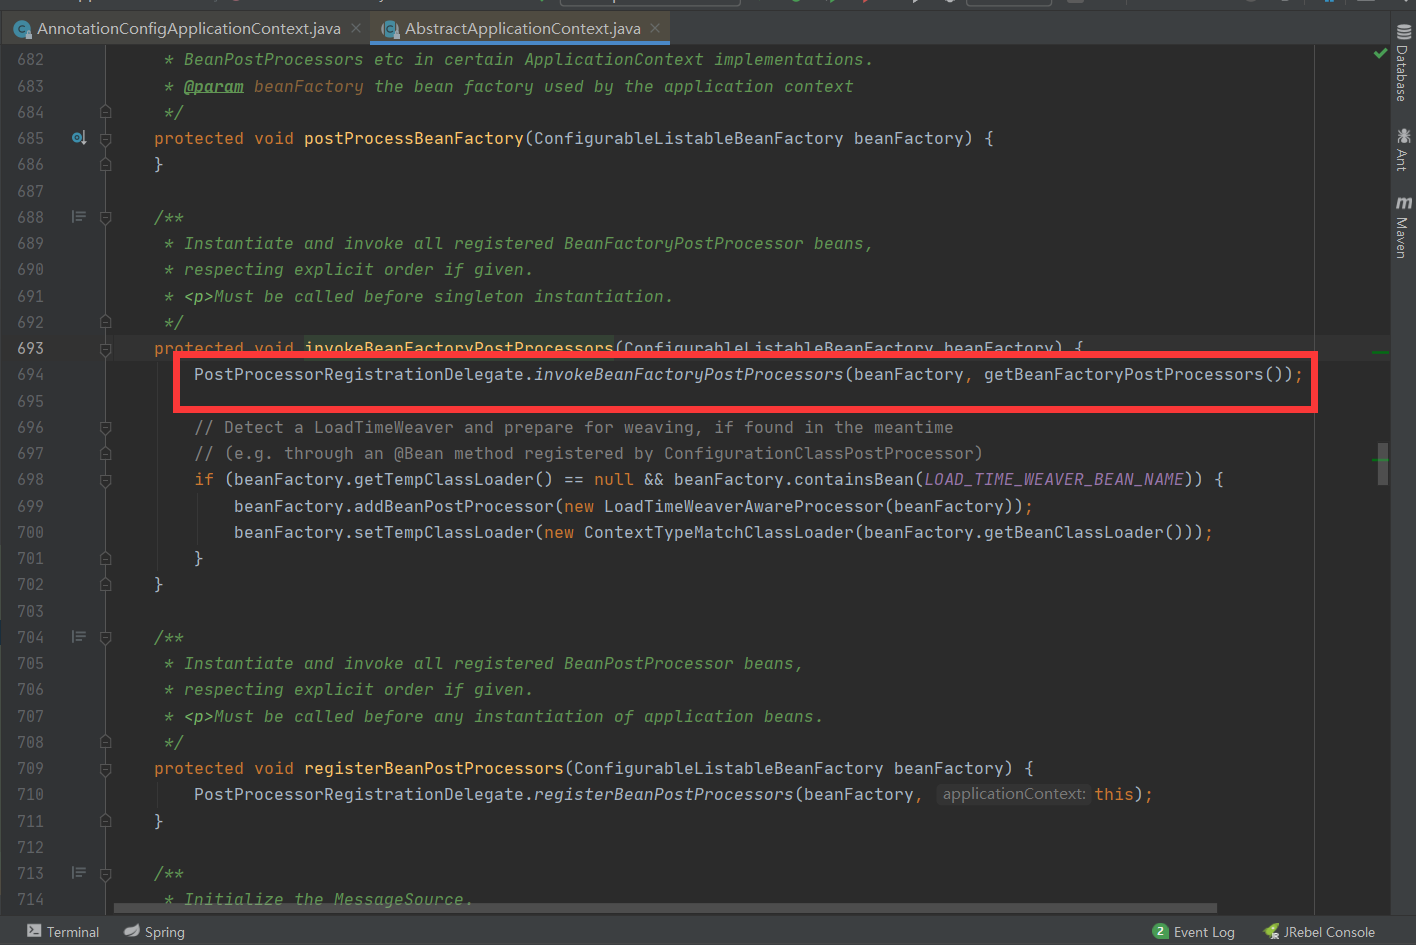 AnnotationConfigApplicationContext.java
AbstractApplicationContext.java
682 * BeanPostProcessors etc in certain ApplicationContext implementations.
683 * @param beanFactory the bean factory used by the application context
684 */
685 protected void postProcessBeanFactory(ConfigurableListableBeanFactory beanFactory) {
686 }
687
688 /**
689 * Instantiate and invoke all registered BeanFactoryPostProcessor beans,
690 * respecting explicit order if given.
691 * <p>Must be called before singleton instantiation.
692 */
693 protected void invokeBeanFactoryPostProcessors(ConfigurableListableBeanFactory beanFactory) {
694 PostProcessorRegistrationDelegate.invokeBeanFactoryPostProcessors(beanFactory, getBeanFactoryPostProcessors());
695
696 // Detect a LoadTimeWeaver and prepare for weaving, if found in the meantime
697 // (e.g. through an @Bean method registered by ConfigurationClassPostProcessor)
698 if (beanFactory.getTempClassLoader() == null && beanFactory.containsBean(LOAD_TIME_WEAVER_BEAN_NAME)) {
699 beanFactory.addBeanPostProcessor(new LoadTimeWeaverAwareProcessor(beanFactory));
700 beanFactory.setTempClassLoader(new ContextTypeMatchClassLoader(beanFactory.getBeanClassLoader()));
701 }
702 }
703
704 /**
705 * Instantiate and invoke all registered BeanPostProcessor beans,
706 * respecting explicit order if given.
707 * <p>Must be called before any instantiation of application beans.
708 */
709 protected void registerBeanPostProcessors(ConfigurableListableBeanFactory beanFactory) {
710 PostProcessorRegistrationDelegate.registerBeanPostProcessors(beanFactory, applicationContext: this);
711 }
712
713 /**
714 * Initialize the MessageSource.
Database
Ant
Maven
Terminal
Spring
2 Event Log
JRebel Console